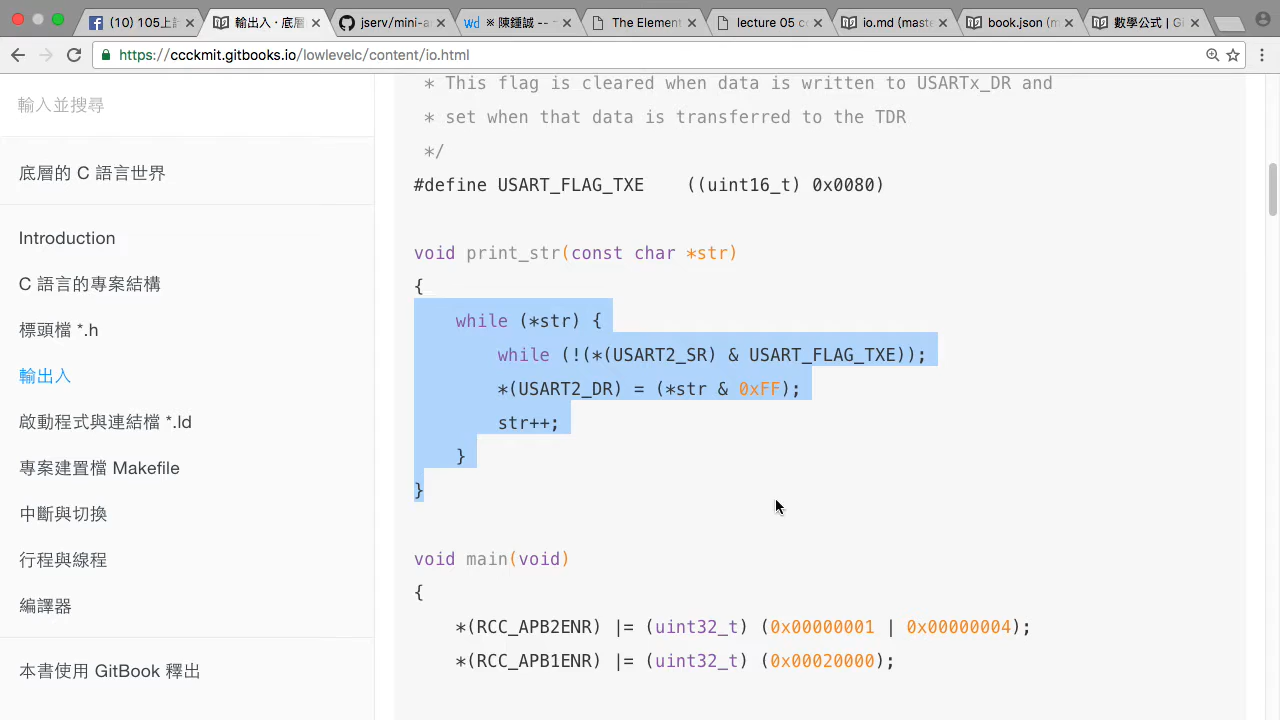 (10) 105上計
輸出入 · 底層
jserv/mini-a
※ 陳鍾誠 -- ┬
The Element
lecture 05 c
io.md (maste
book.json (m
數學公式 | Gi
https://ccckmit.gitbooks.io/lowlevelc/content/io.html
輸入並搜尋
底層的 C 語言世界
Introduction
C 語言的專案結構
標頭檔 *.h
輸出入
啟動程式與連結檔 *.ld
專案建置檔 Makefile
中斷與切換
行程與線程
編譯器
本書使用 GitBook 釋出
* This flag is cleared when data is written to USARTx_DR and
* set when that data is transferred to the TDR
*/
#define USART_FLAG_TXE    ((uint16_t) 0x0080)
void print_str(const char *str)
{
    while (*str) {
        while (!(*(USART2_SR) & USART_FLAG_TXE));
        *(USART2_DR) = (*str & 0xFF);
        str++;
    }
}
void main(void)
{
    *(RCC_APB2ENR) |= (uint32_t) (0x00000001 | 0x00000004);
    *(RCC_APB1ENR) |= (uint32_t) (0x00020000);